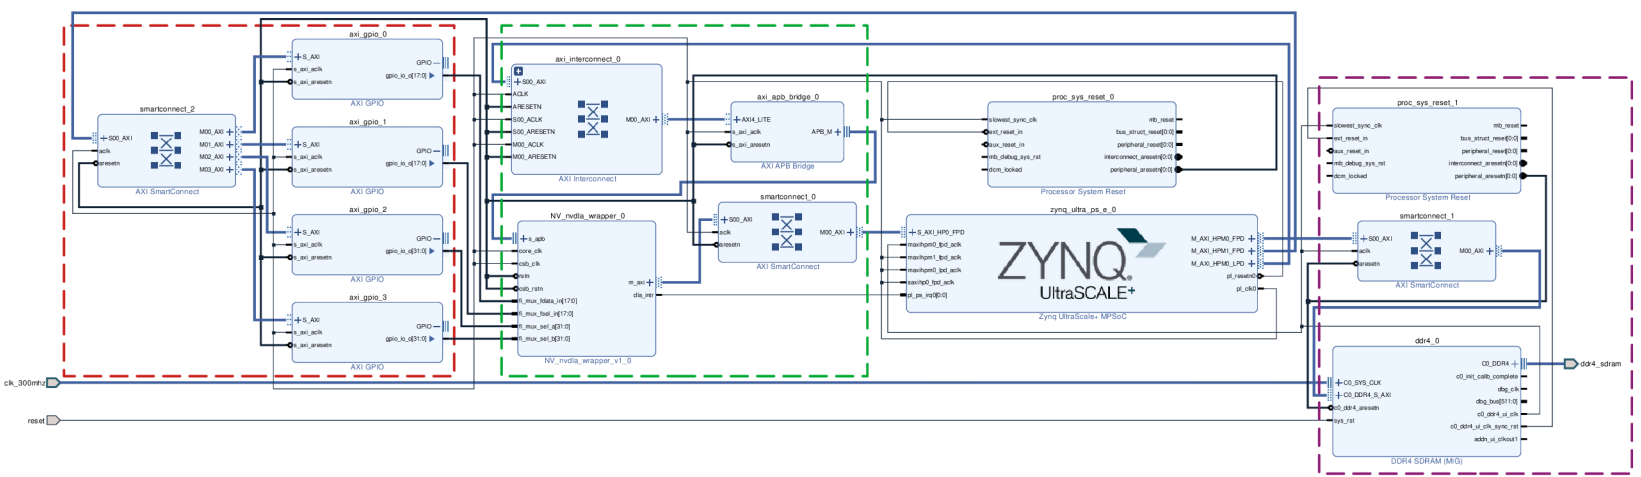 axi_gpio_0
S_AXI
s_axi_aclk
s_axi_aresetn
GPIO
gpio_io_o[17:0]
AXI GPIO
smartconnect_2
S00_AXI
aclk
aresetn
M00_AXI
M01_AXI
M02_AXI
M03_AXI
AXI SmartConnect
axi_gpio_1
S_AXI
s_axi_aclk
s_axi_aresetn
GPIO
gpio_io_o[17:0]
AXI GPIO
axi_gpio_2
S_AXI
s_axi_aclk
s_axi_aresetn
GPIO
gpio_io_o[31:0]
AXI GPIO
axi_gpio_3
S_AXI
s_axi_aclk
s_axi_aresetn
GPIO
gpio_io_o[31:0]
AXI GPIO
clk_300mhz
reset
axi_interconnect_0
S00_AXI
ACLK
ARESETN
S00_ACLK
S00_ARESETN
M00_ACLK
M00_ARESETN
M00_AXI
AXI Interconnect
axi_apb_bridge_0
AXI4_LITE
s_axi_aclk
s_axi_aresetn
APB_M
AXI APB Bridge
NV_nvdla_wrapper_0
s_apb
core_clk
csb_clk
rstn
csb_rstn
fi_mux_fdata_in[17:0]
fi_mux_fsel_in[17:0]
fi_mux_sel_a[31:0]
fi_mux_sel_b[31:0]
m_axi
dla_intr
NV_nvdla_wrapper_v1_0
smartconnect_0
S00_AXI
aclk
aresetn
M00_AXI
AXI SmartConnect
proc_sys_reset_0
slowest_sync_clk
ext_reset_in
aux_reset_in
mb_debug_sys_rst
dcm_locked
mb_reset
bus_struct_reset[0:0]
peripheral_reset[0:0]
interconnect_aresetn[0:0]
peripheral_aresetn[0:0]
Processor System Reset
zynq_ultra_ps_e_0
S_AXI_HP0_FPD
maxihpm0_fpd_aclk
maxihpm1_fpd_aclk
maxihpm0_lpd_aclk
saxihp0_fpd_aclk
pl_ps_irq0[0:0]
ZYNQ
UltraSCALE+
M_AXI_HPM0_FPD
M_AXI_HPM1_FPD
M_AXI_HPM0_LPD
pl_resetn0
pl_clk0
Zynq UltraScale+ MPSoC
proc_sys_reset_1
slowest_sync_clk
ext_reset_in
aux_reset_in
mb_debug_sys_rst
dcm_locked
mb_reset
bus_struct_reset[0:0]
peripheral_reset[0:0]
interconnect_aresetn[0:0]
peripheral_aresetn[0:0]
Processor System Reset
smartconnect_1
S00_AXI
aclk
aresetn
M00_AXI
AXI SmartConnect
ddr4_0
C0_SYS_CLK
C0_DDR4_S_AXI
c0_ddr4_aresetn
sys_rst
C0_DDR4
c0_init_calib_complete
dbg_clk
dbg_bus[511:0]
c0_ddr4_ui_clk
c0_ddr4_ui_clk_sync_rst
addn_ui_clkout1
DDR4 SDRAM (MIG)
ddr4_sdram